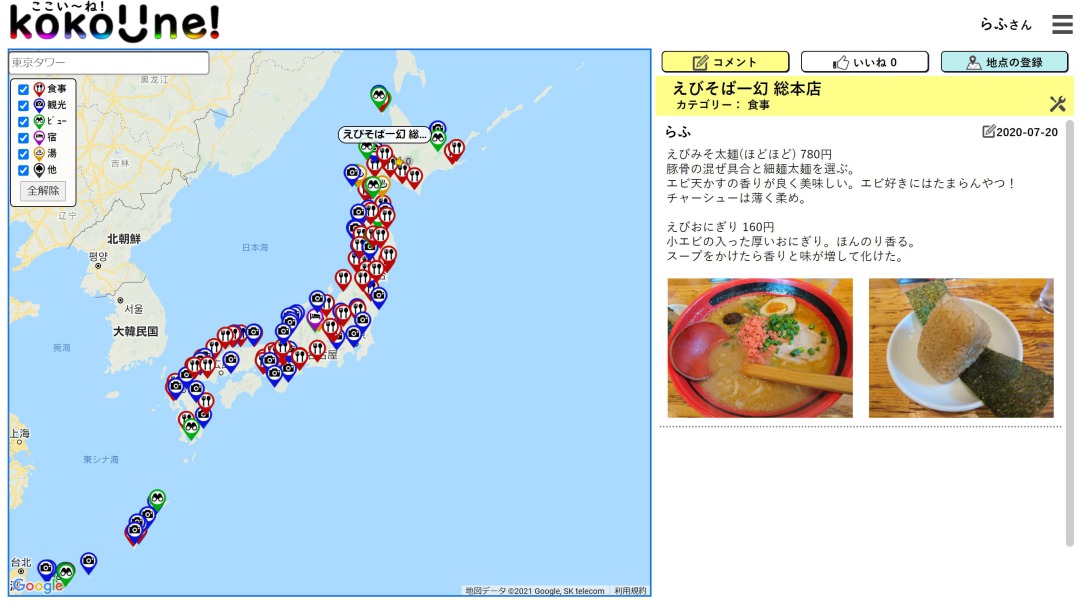 ここい〜ね!
kokoUne!
らふさん
東京タワー
食事
観光
ビュー
宿
湯
他
全解除
黑龙江
吉林
辽宁
北朝鮮
평양
서울
大韓民国
日本海
黄海
名古屋
上海
東シナ海
台北
えびそば一幻 総...
Google
地図データ ©2021 Google, SK telecom
利用規約
コメント
いいね 0
地点の登録
えびそば一幻 総本店
カテゴリー: 食事
らふ
2020-07-20
えびみそ太麺(ほどほど) 780円
豚骨の混ぜ具合と細麺太麺を選ぶ。
エビ天かすの香りが良く美味しい。エビ好きにはたまらんやつ!
チャーシューは薄く柔め。
えびおにぎり 160円
小エビの入った厚いおにぎり。ほんのり香る。
スープをかけたら香りと味が増して化けた。